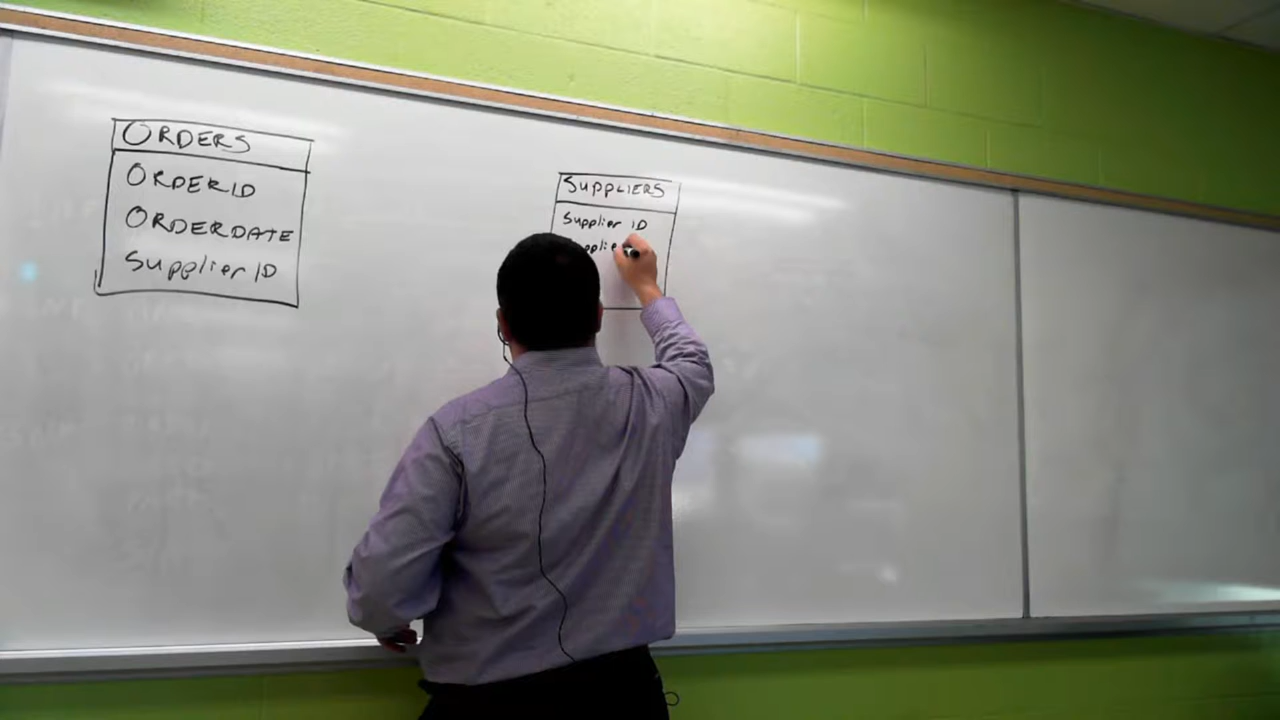 ORDERS
ORDERID
ORDERDATE
Supplier ID
SUPPLIERS
Supplier ID